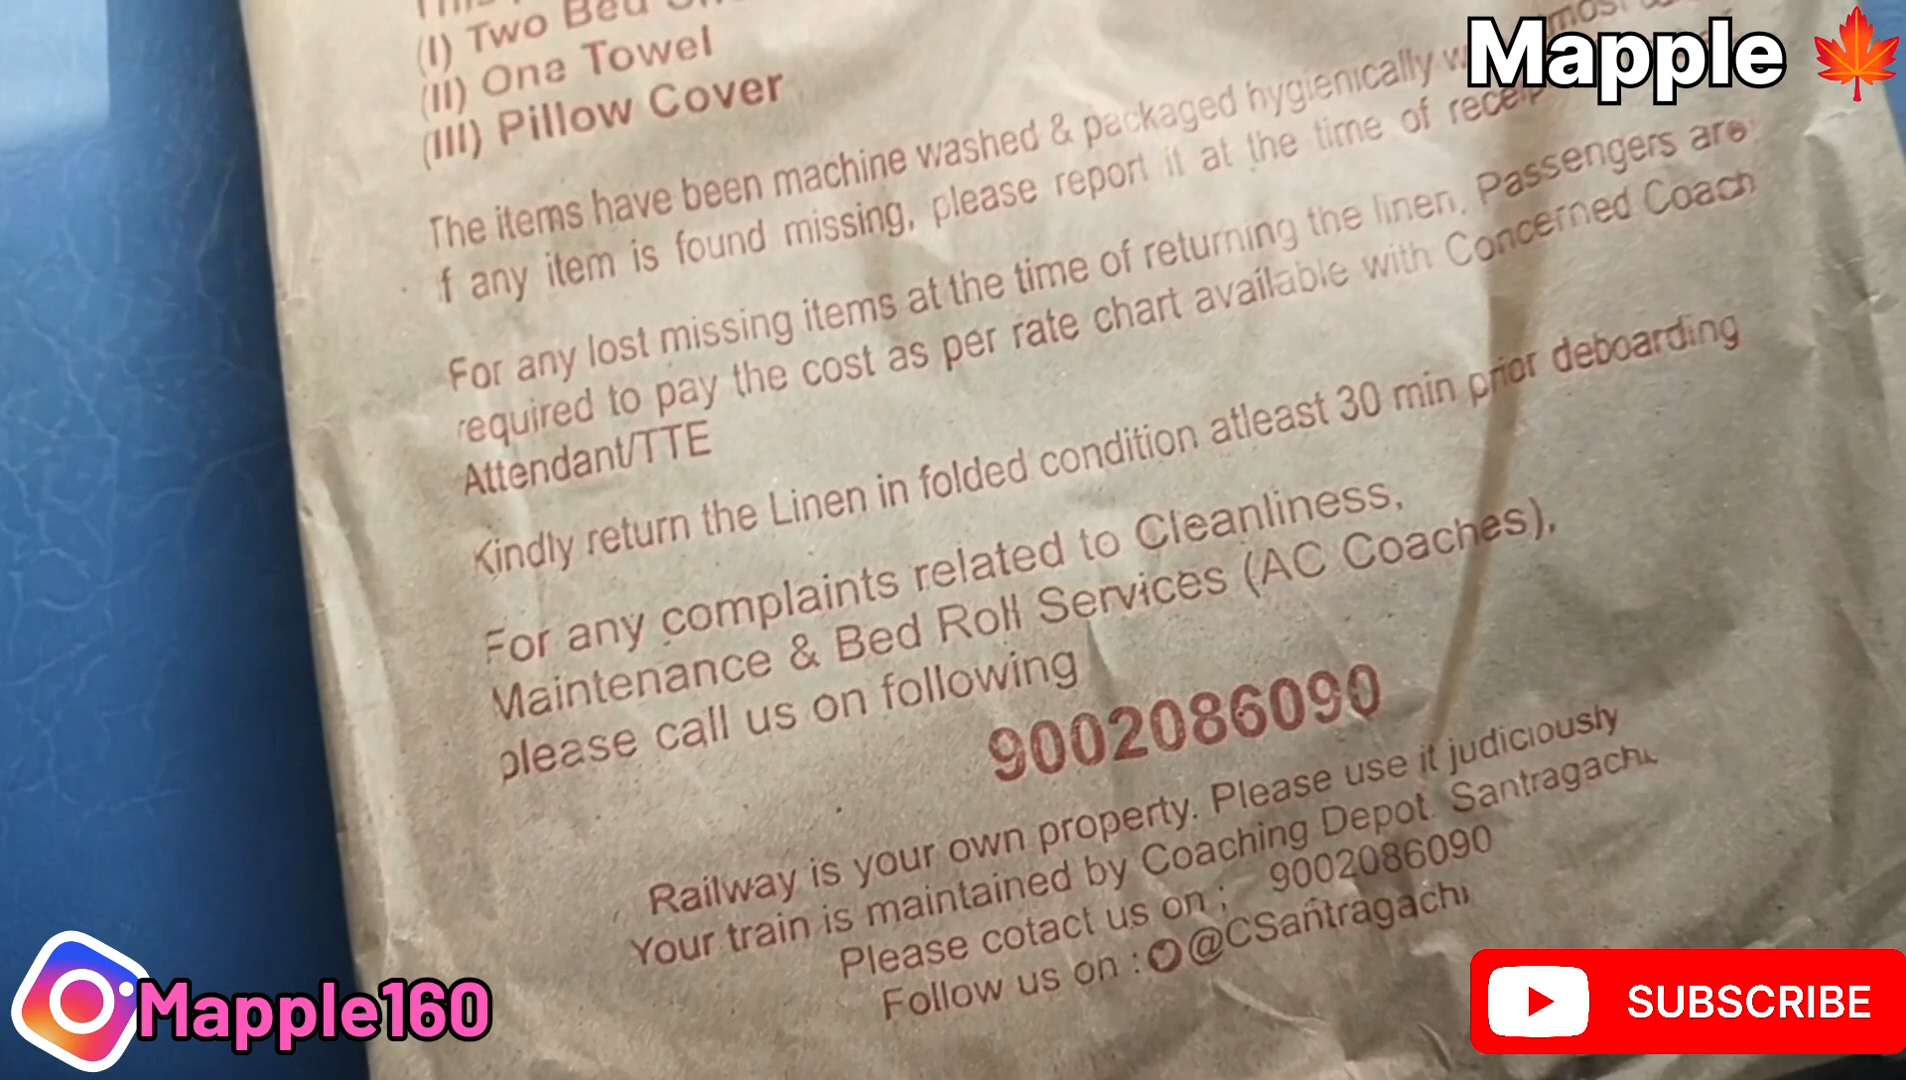 (I) Two Bed
(II) One Towel
(III) Pillow Cover
The items have been machine washed & packaged hygienically
f any item is found missing, please report it at the time of
For any lost missing items at the time of returning the linen. Passengers are
required to pay the cost as per rate chart available with Concerned Coach
Attendant/TTE
Kindly return the Linen in folded condition atleast 30 min prior deboarding
For any complaints related to Cleanliness,
Maintenance & Bed Roll Services (AC Coaches),
please call us on following
9002086090
Railway is your own property. Please use it judiciously
Your train is maintained by Coaching Depot. Santragachi
Please cotact us on ; 9002086090
Follow us on : @CSantragachi
Mapple
Mapple160
SUBSCRIBE